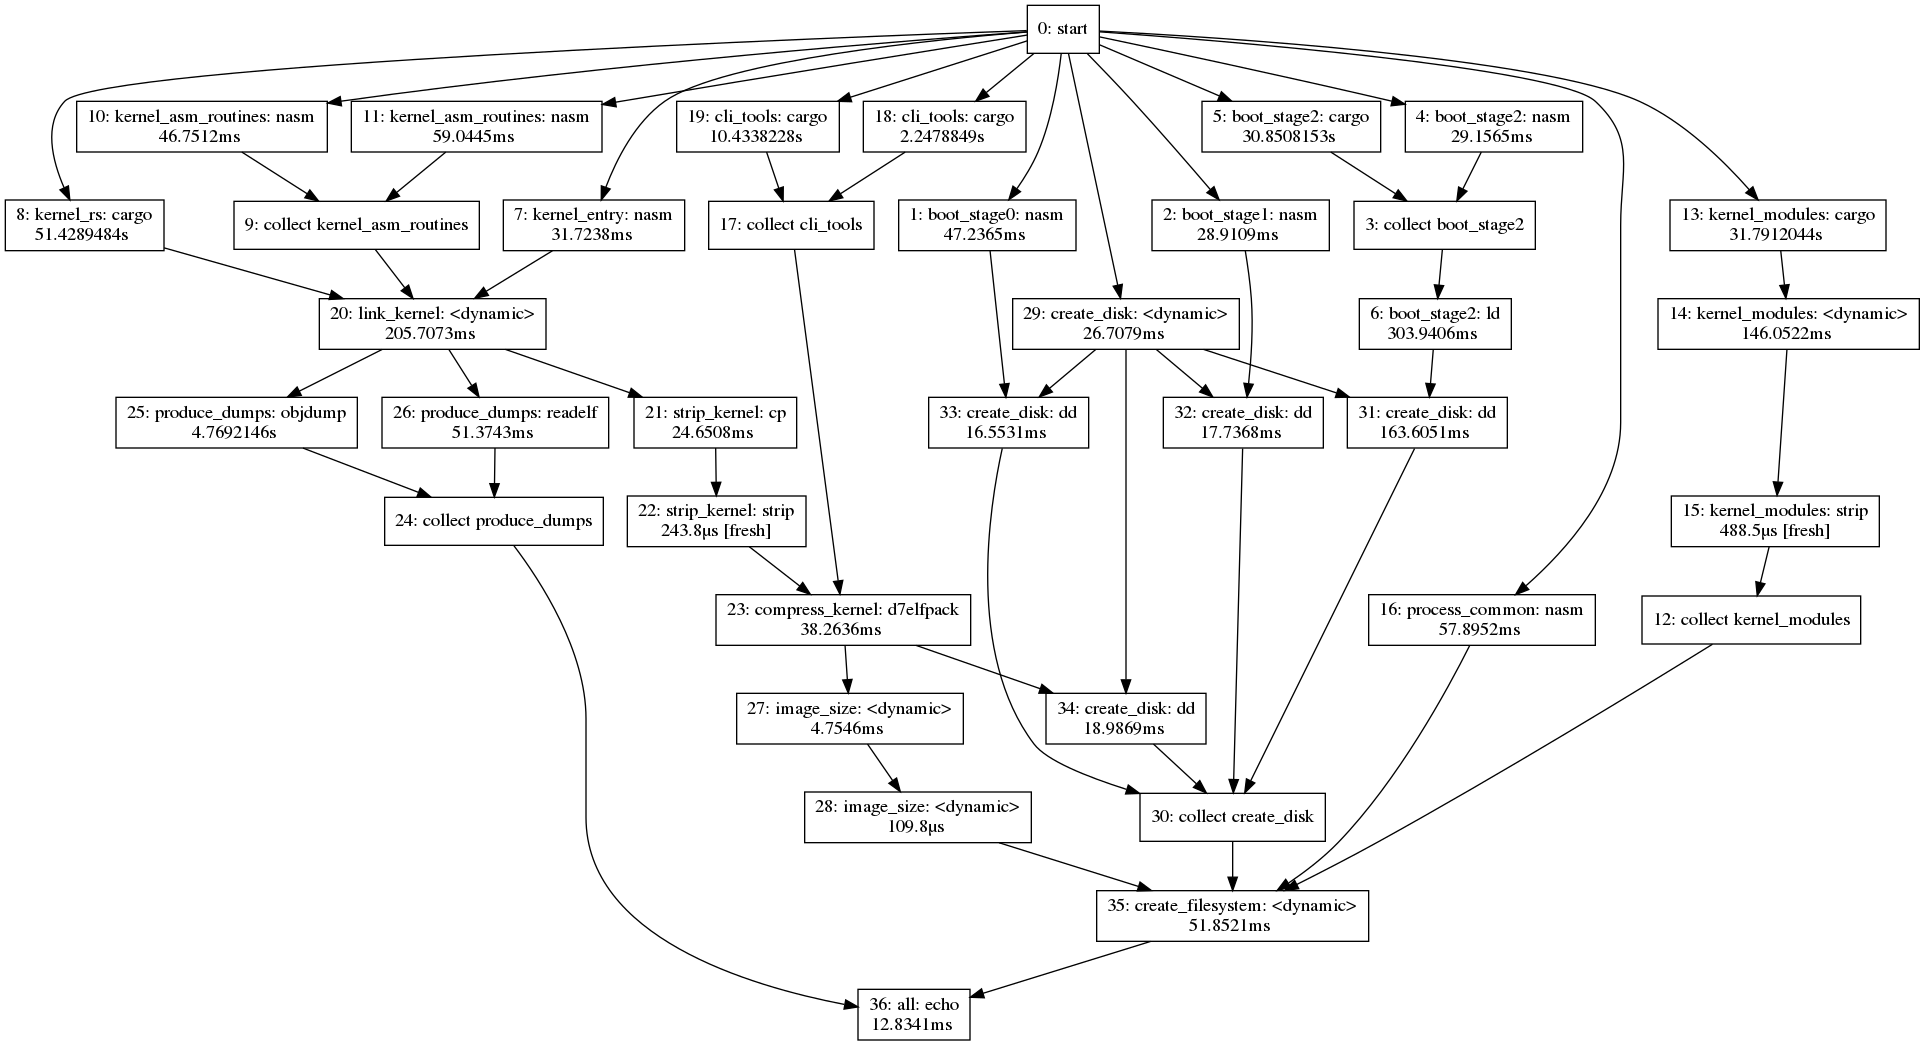 0: start
10: kernel_asm_routines: nasm
46.7512ms
11: kernel_asm_routines: nasm
59.0445ms
19: cli_tools: cargo
10.4338228s
18: cli_tools: cargo
2.2478849s
5: boot_stage2: cargo
30.8508153s
4: boot_stage2: nasm
29.1565ms
8: kernel_rs: cargo
51.4289484s
9: collect kernel_asm_routines
7: kernel_entry: nasm
31.7238ms
17: collect cli_tools
1: boot_stage0: nasm
47.2365ms
2: boot_stage1: nasm
28.9109ms
3: collect boot_stage2
13: kernel_modules: cargo
31.7912044s
20: link_kernel: <dynamic>
205.7073ms
29: create_disk: <dynamic>
26.7079ms
6: boot_stage2: ld
303.9406ms
14: kernel_modules: <dynamic>
146.0522ms
25: produce_dumps: objdump
4.7692146s
26: produce_dumps: readelf
51.3743ms
21: strip_kernel: cp
24.6508ms
33: create_disk: dd
16.5531ms
32: create_disk: dd
17.7368ms
31: create_disk: dd
163.6051ms
24: collect produce_dumps
22: strip_kernel: strip
243.8µs [fresh]
15: kernel_modules: strip
488.5µs [fresh]
23: compress_kernel: d7elfpack
38.2636ms
16: process_common: nasm
57.8952ms
12: collect kernel_modules
27: image_size: <dynamic>
4.7546ms
34: create_disk: dd
18.9869ms
28: image_size: <dynamic>
109.8µs
30: collect create_disk
35: create_filesystem: <dynamic>
51.8521ms
36: all: echo
12.8341ms